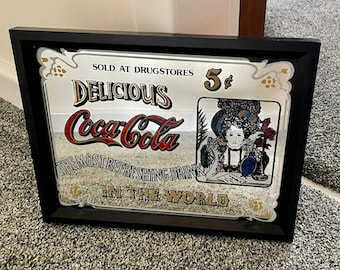 SOLD AT DRUGSTORES 5¢
DELICIOUS
Coca-Cola
THE MOST REFRESHING DRINK
IN THE WORLD